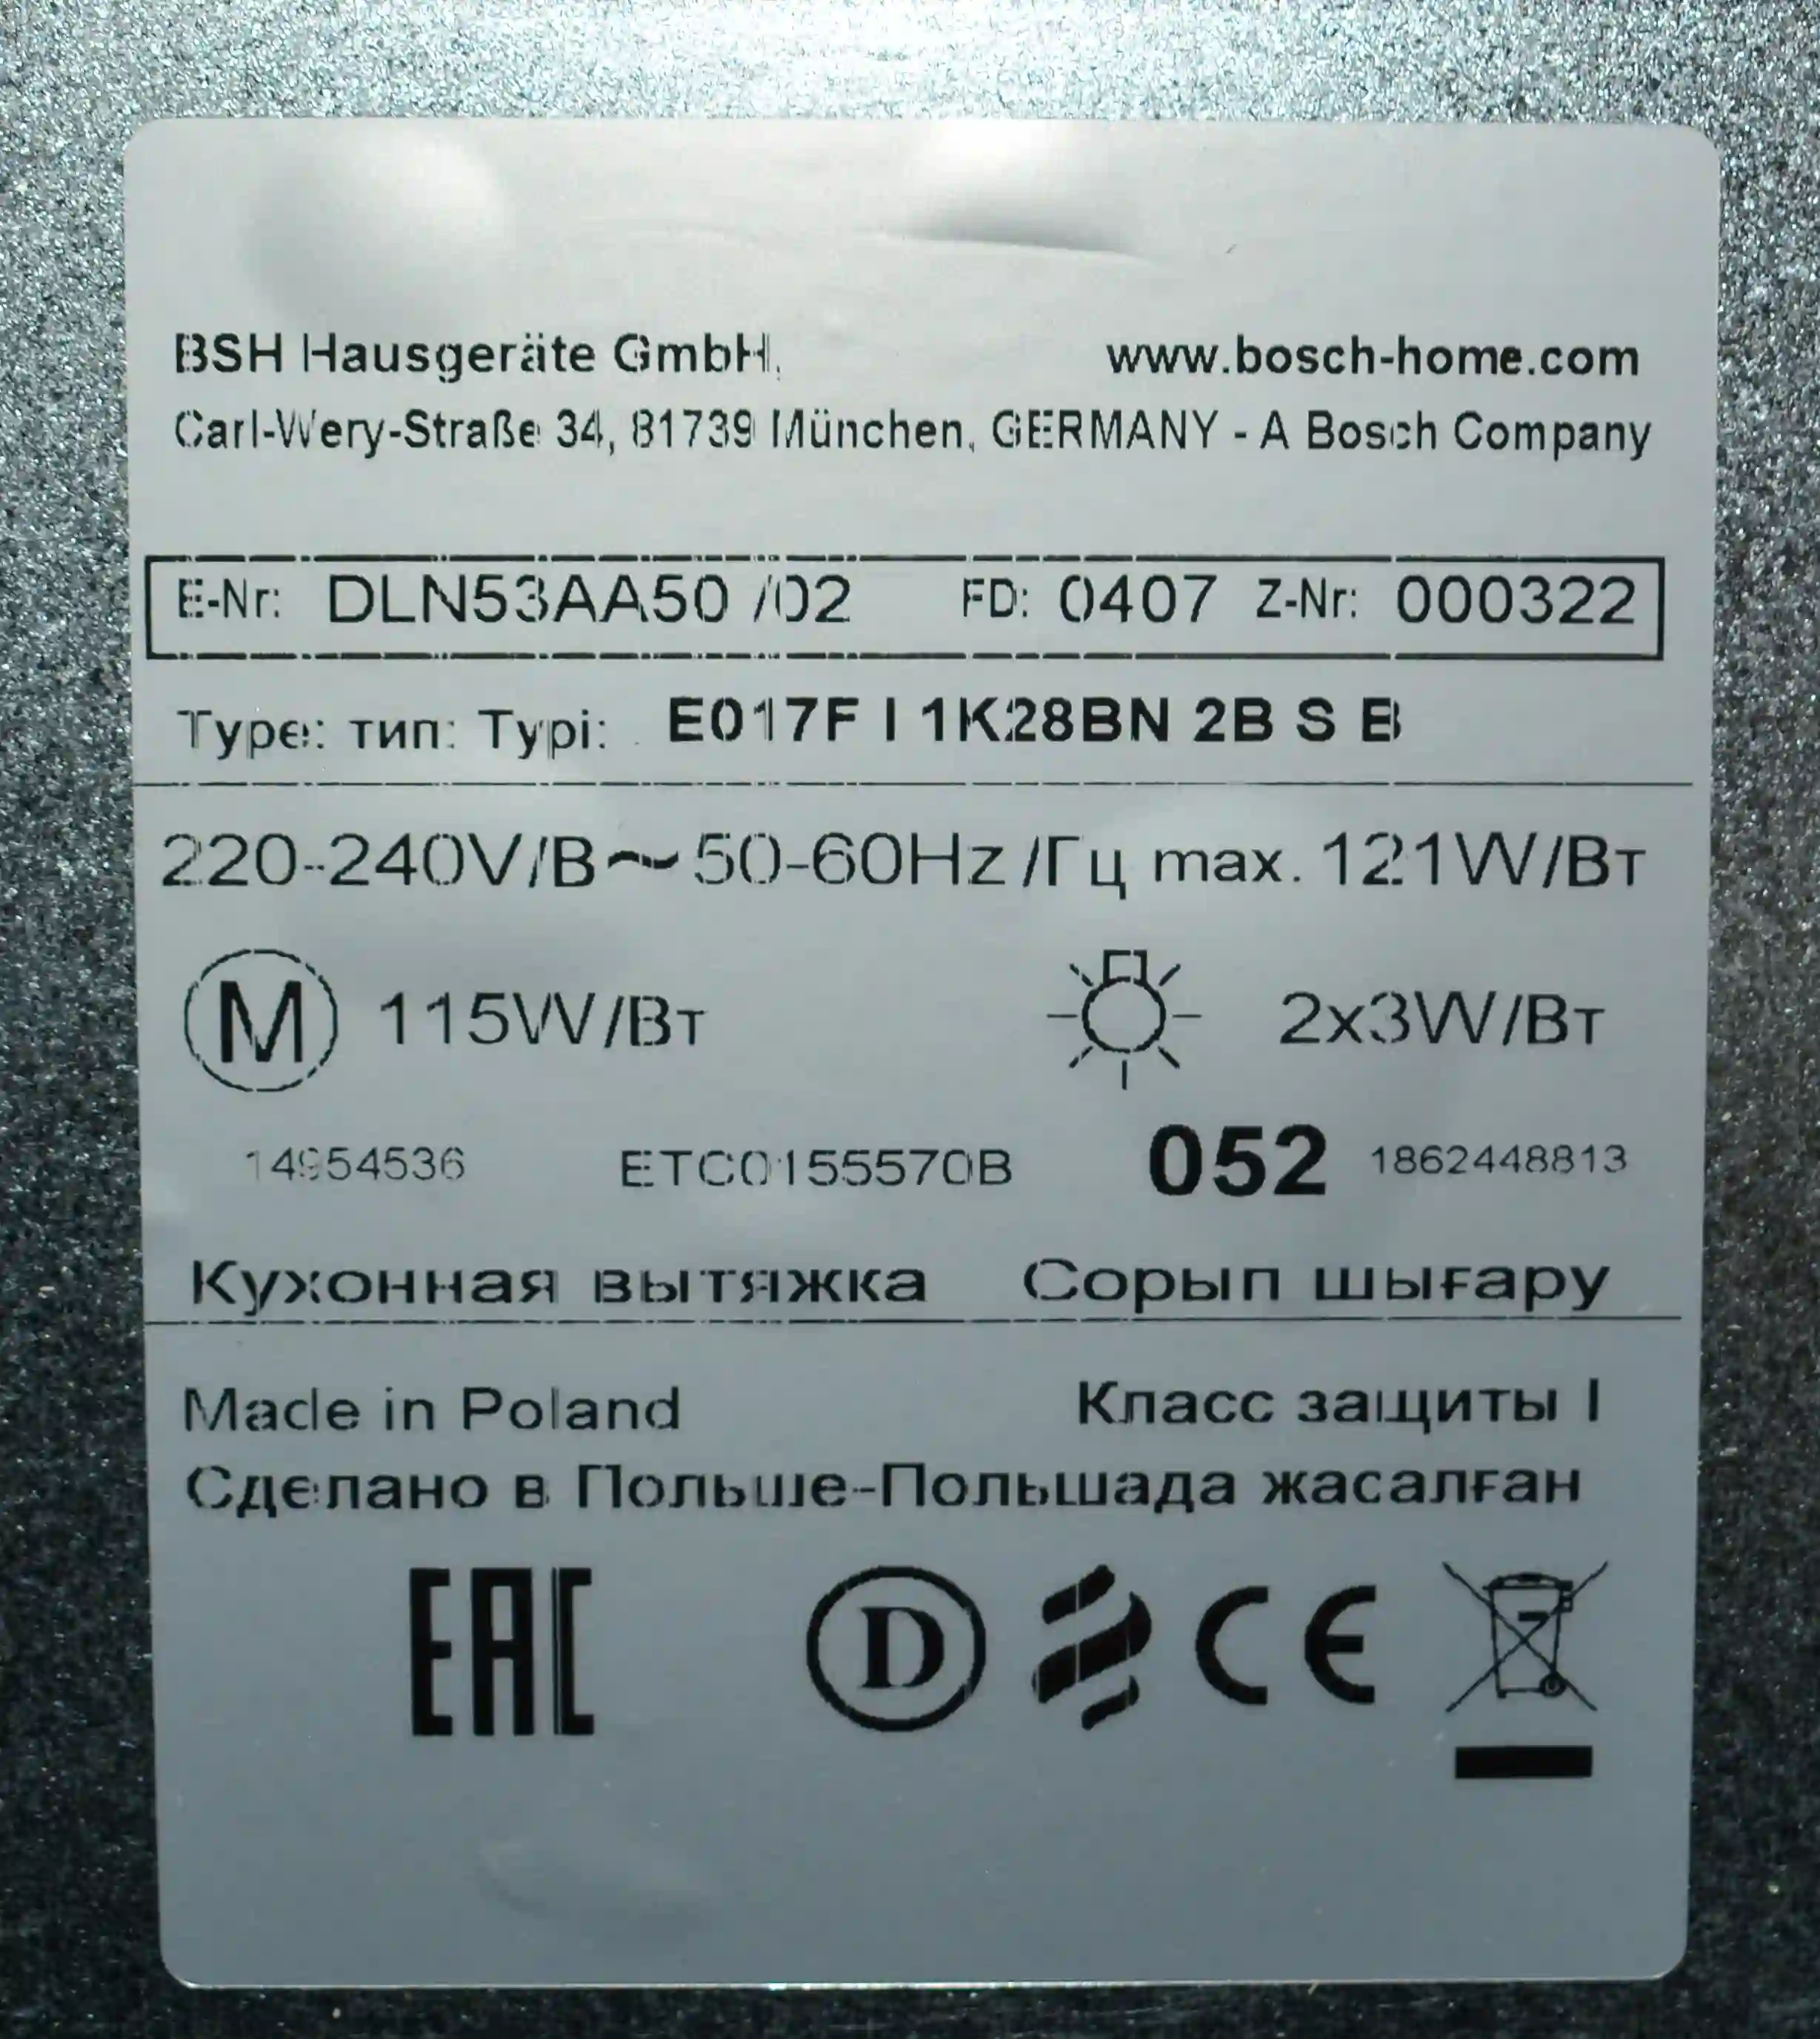 BSH Hausgeräte GmbH, www.bosch-home.com
Carl-Wery-Straße 34, 81739 München, GERMANY - A Bosch Company
E-Nr: DLN53AA50 /02 FD: 0407 Z-Nr: 000322
Type: тип: Typi: E017F I 1K28BN 2B S B
220-240V/В~50-60Hz/Гц max. 121W/Вт
M 115W/Вт 2x3W/Вт
14954536 ETC0155570B 052 1862448813
Кухонная вытяжка Сорып шығару
Made in Poland Класс защиты I
Сделано в Польше-Польшада жасалған
EAC D CE